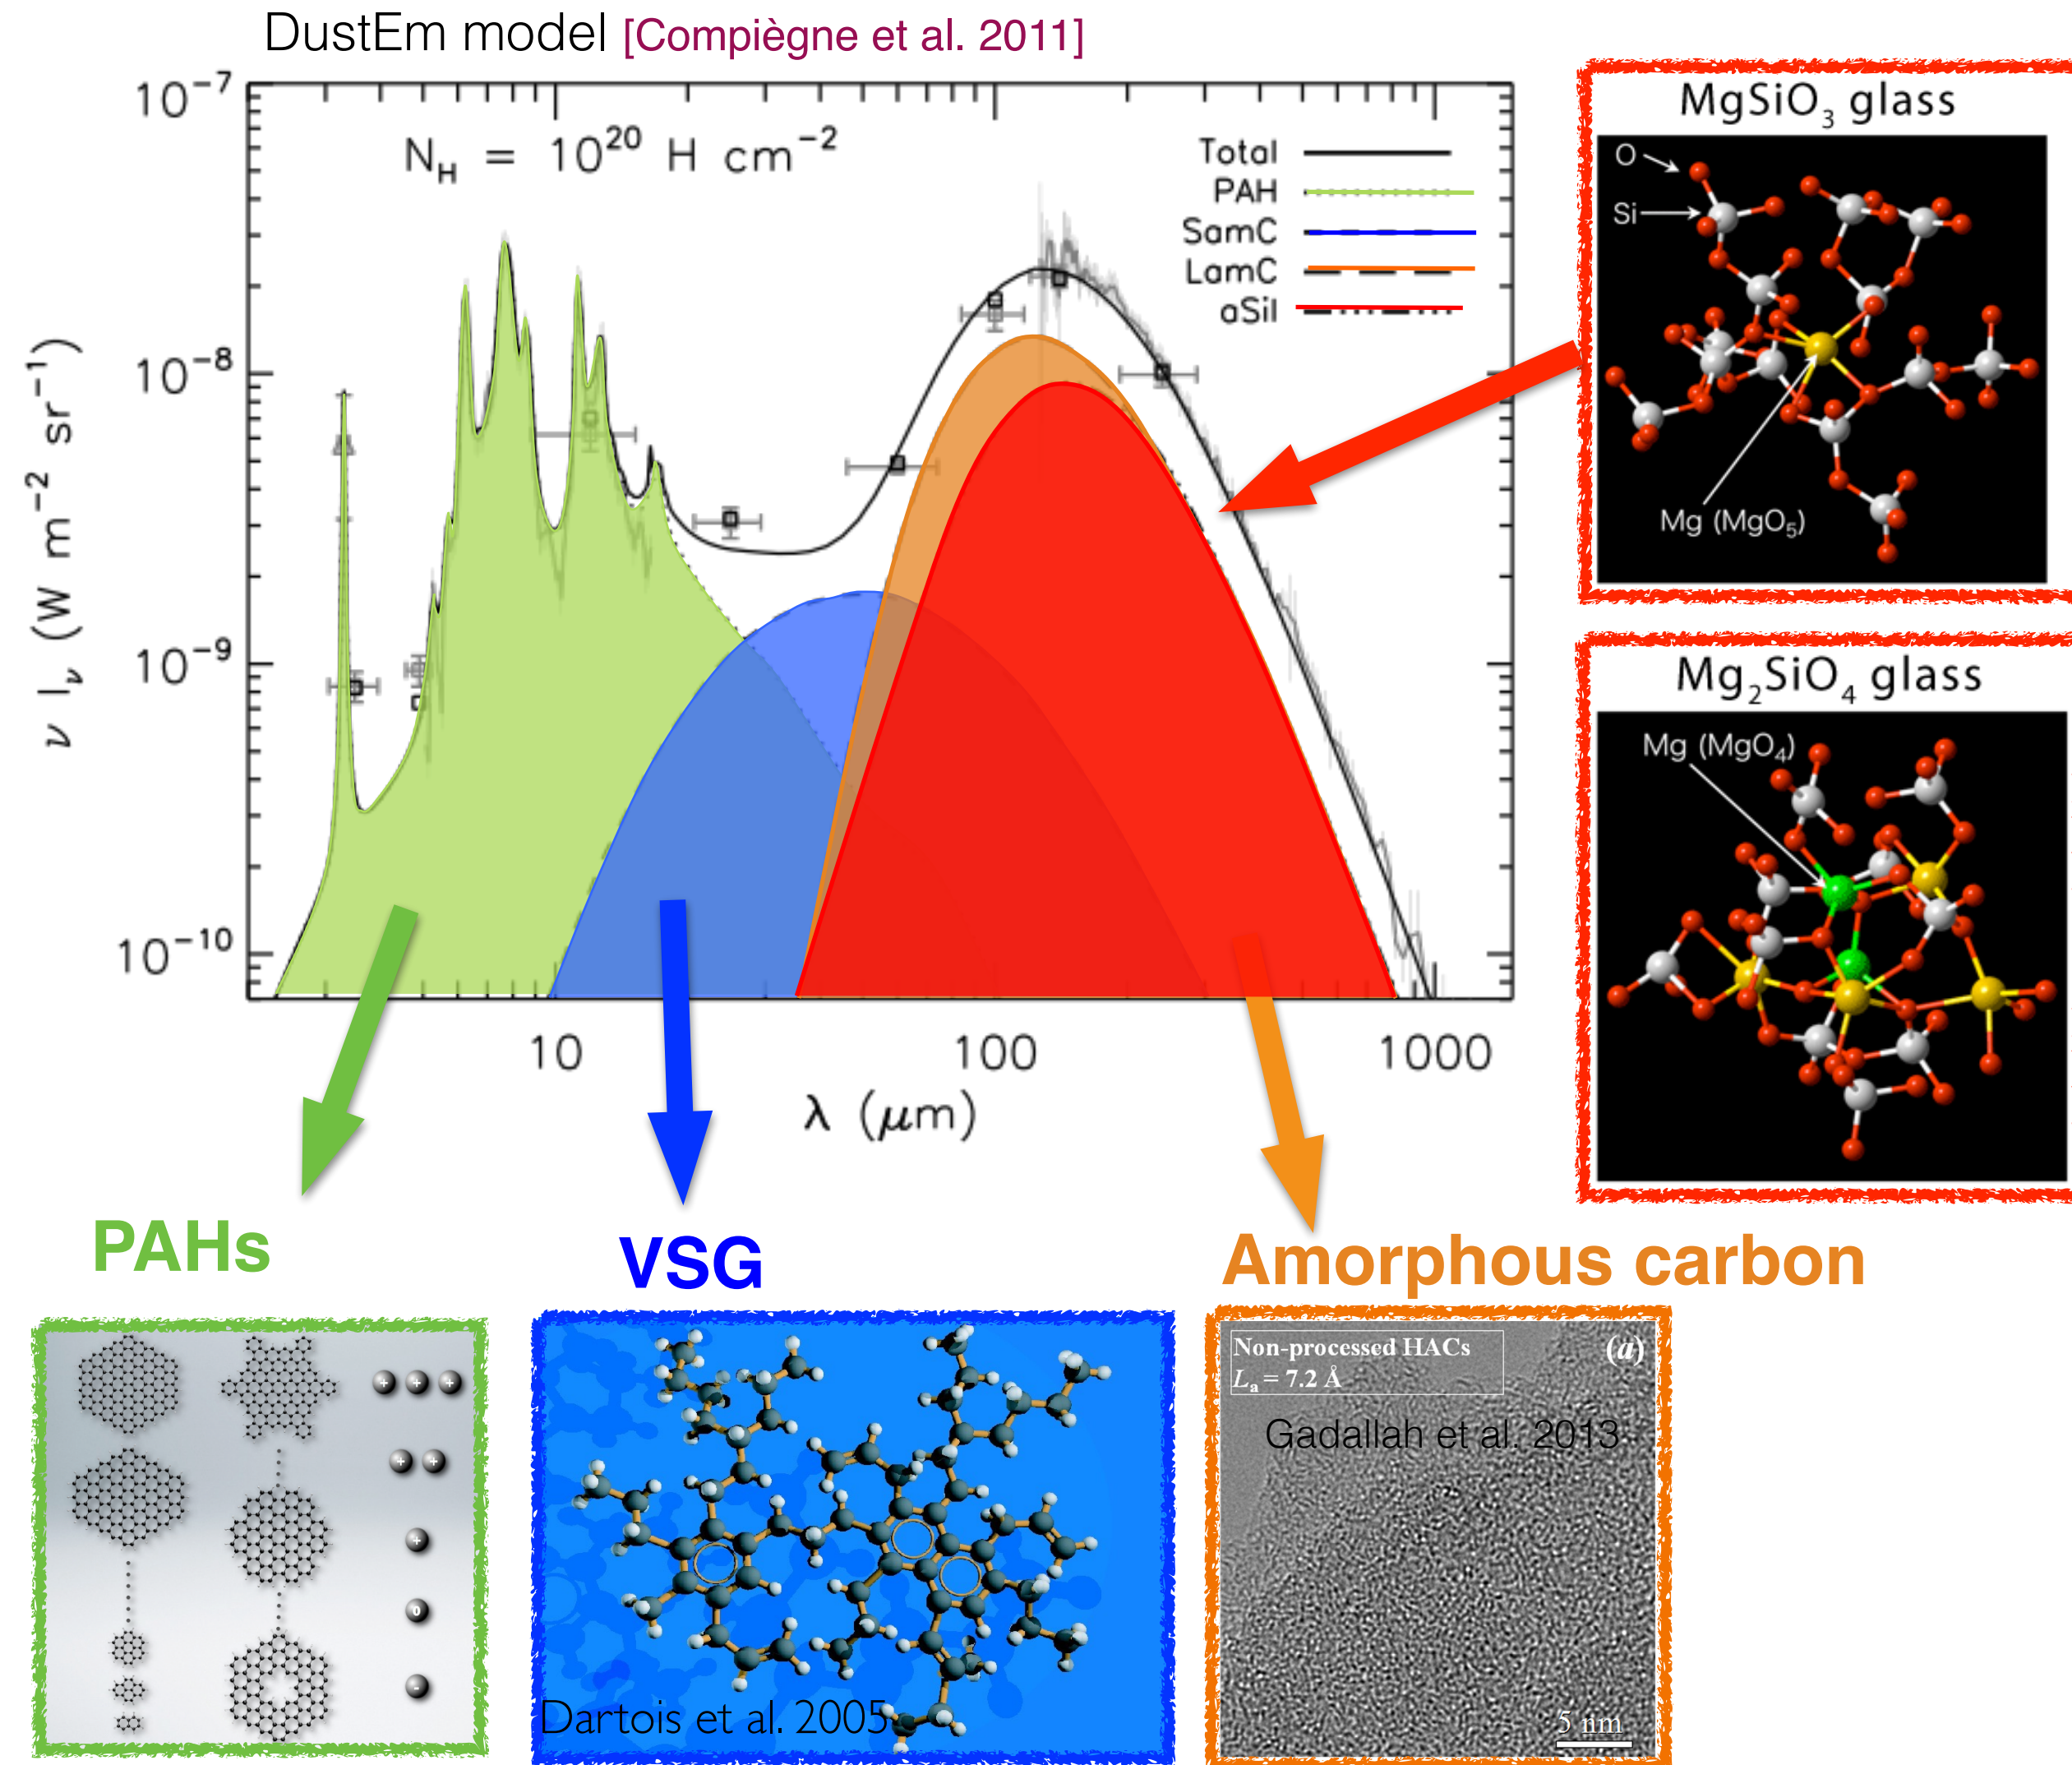 DustEm model [Compiègne et al. 2011]
10⁻⁷
10⁻⁸
10⁻⁹
10⁻¹⁰
ν Iν (W m⁻² sr⁻¹)
N_H = 10²⁰ H cm⁻²
Total
PAH
SamC
LamC
aSil
10
100
1000
λ (μm)
MgSiO₃ glass
O
Si
Mg (MgO₅)
Mg₂SiO₄ glass
Mg (MgO₄)
PAHs
VSG
Amorphous carbon
+ + +
+ +
+
0
-
Dartois et al. 2005
Non-processed HACs
Lₐ = 7.2 Å
(a)
Gadallah et al. 2013
5 nm